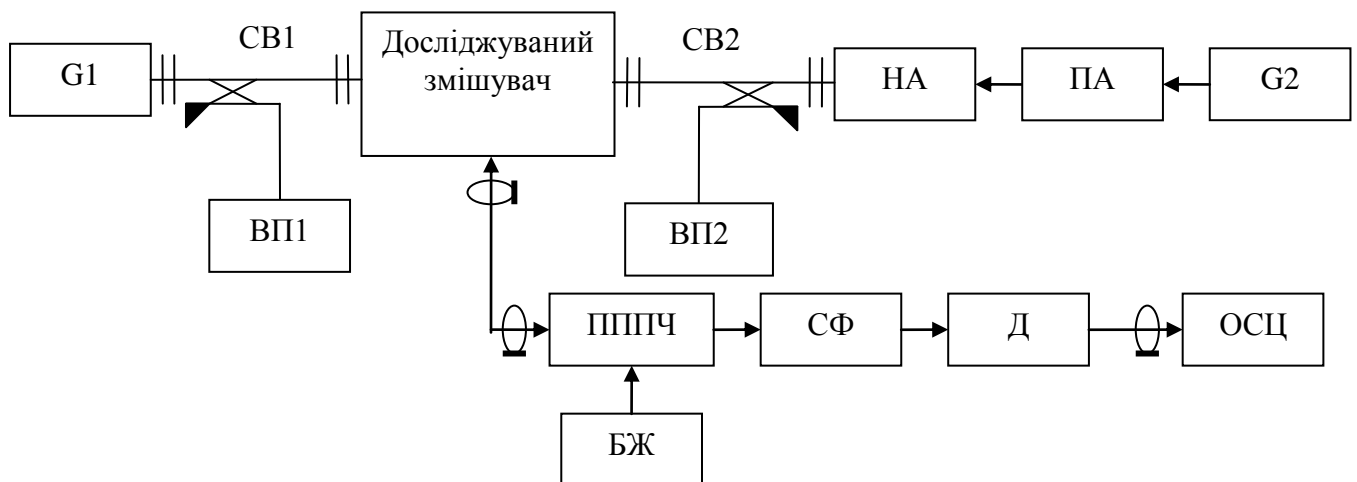 СВ1
Досліджуваний
змішувач
СВ2
G1
НА
ПА
G2
ВП1
ВП2
ПППЧ
СФ
Д
ОСЦ
БЖ